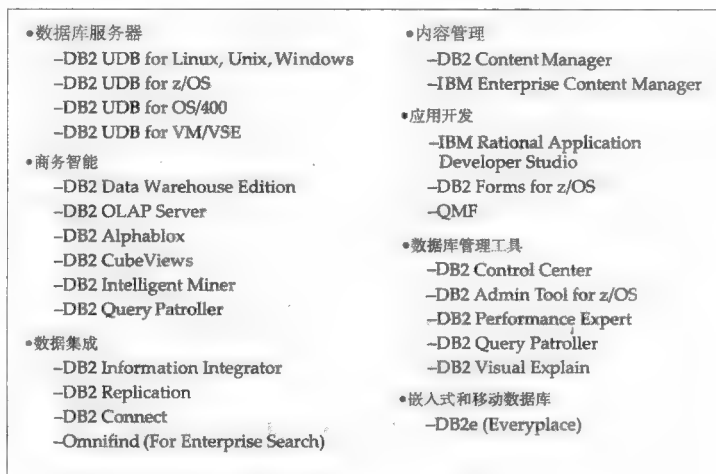 •数据库服务器
–DB2 UDB for Linux, Unix, Windows
–DB2 UDB for z/OS
–DB2 UDB for OS/400
–DB2 UDB for VM/VSE
•商务智能
–DB2 Data Warehouse Edition
–DB2 OLAP Server
–DB2 Alphablox
–DB2 CubeViews
–DB2 Intelligent Miner
–DB2 Query Patroller
•数据集成
–DB2 Information Integrator
–DB2 Replication
–DB2 Connect
–Omnifind (For Enterprise Search)
•内容管理
–DB2 Content Manager
–IBM Enterprise Content Manager
•应用开发
–IBM Rational Application
Developer Studio
–DB2 Forms for z/OS
–QMF
•数据库管理工具
–DB2 Control Center
–DB2 Admin Tool for z/OS
–DB2 Performance Expert
–DB2 Query Patroller
–DB2 Visual Explain
•嵌入式和移动数据库
–DB2e (Everyplace)